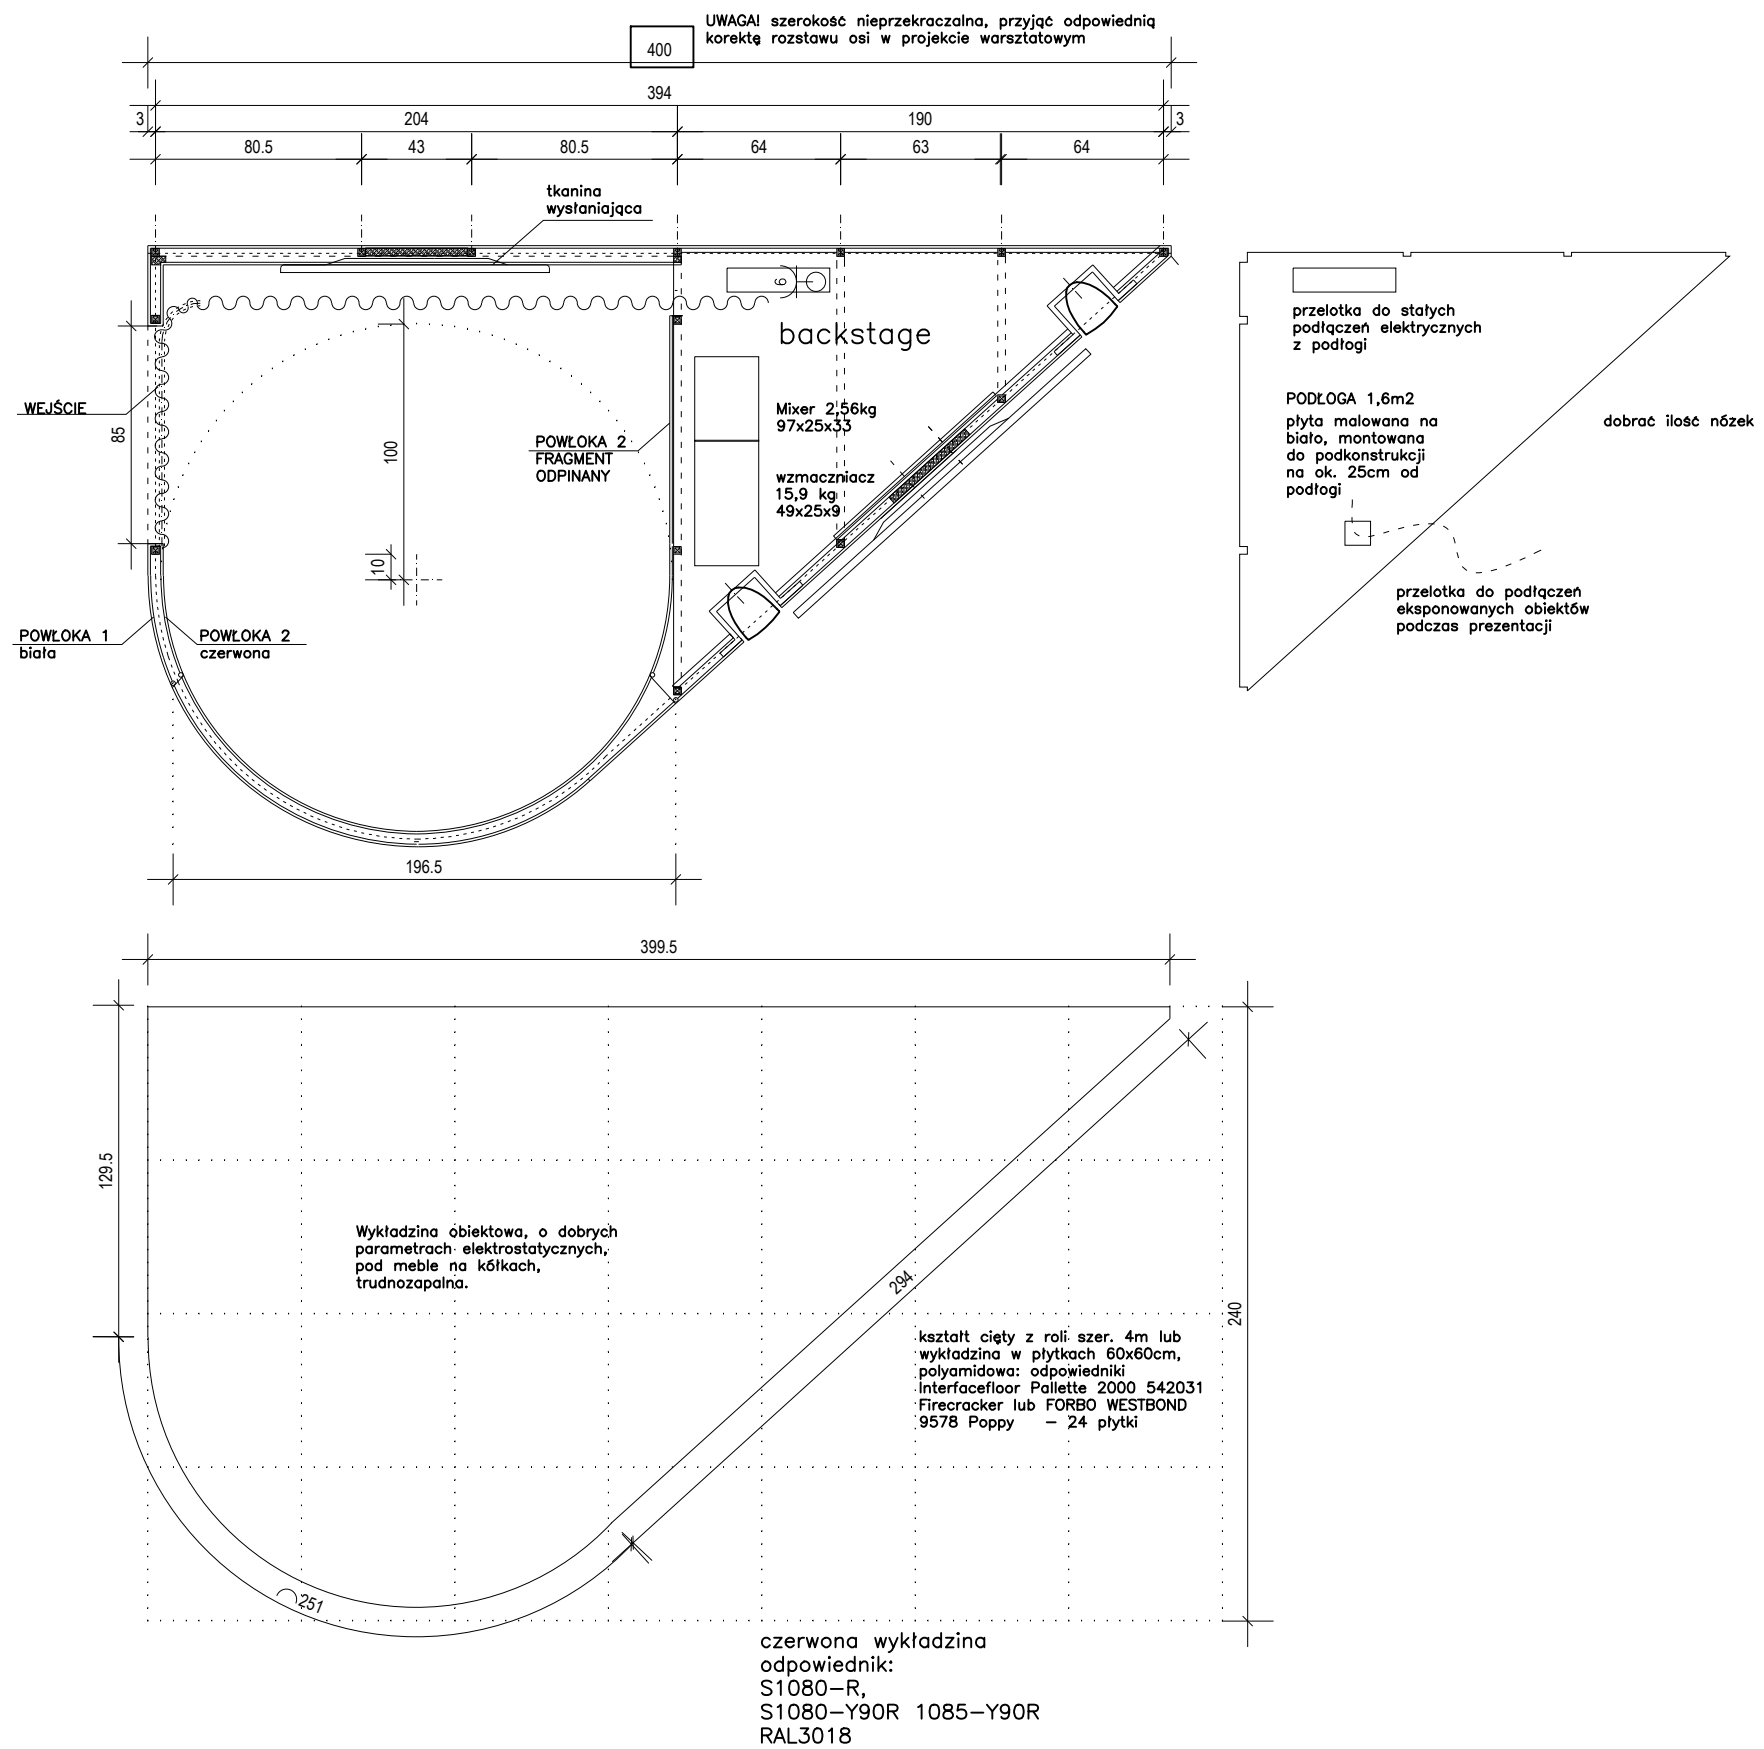 UWAGA! szerokość nieprzekraczalna, przyjąć odpowiednią
korektę rozstawu osi w projekcie warsztatowym
400
394
3
204
190
3
80.5
43
80.5
64
63
64
tkanina
wysłaniająca
6
backstage
WEJŚCIE
85
100
10
POWŁOKA 2
FRAGMENT
ODPINANY
Mixer 2,56kg
97x25x33
wzmacniacz
15,9 kg
49x25x9
POWŁOKA 1
biała
POWŁOKA 2
czerwona
196.5
przelotka do stałych
podłączeń elektrycznych
z podłogi
PODŁOGA 1,6m2
płyta malowana na
biało, montowana
do podkonstrukcji
na ok. 25cm od
podłogi
dobrać ilość nózek
przelotka do podłączeń
eksponowanych obiektów
podczas prezentacji
399.5
129.5
240
294
251
Wykładzina obiektowa, o dobrych
parametrach elektrostatycznych,
pod meble na kółkach,
trudnozapalna.
kształt cięty z roli szer. 4m lub
wykładzina w płytkach 60x60cm,
polyamidowa: odpowiedniki
Interfacefloor Pallette 2000 542031
Firecracker lub FORBO WESTBOND
9578 Poppy – 24 płytki
czerwona wykładzina
odpowiednik:
S1080-R,
S1080-Y90R 1085-Y90R
RAL3018